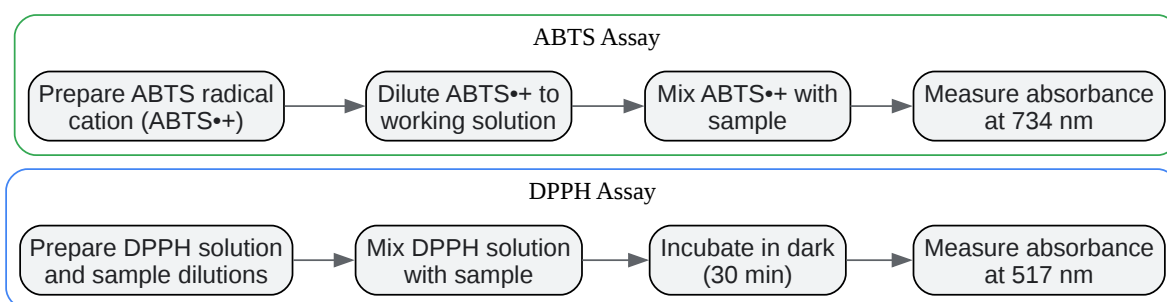 ABTS Assay
Prepare ABTS radical
cation (ABTS•+)
Dilute ABTS•+ to
working solution
Mix ABTS•+ with
sample
Measure absorbance
at 734 nm
DPPH Assay
Prepare DPPH solution
and sample dilutions
Mix DPPH solution
with sample
Incubate in dark
(30 min)
Measure absorbance
at 517 nm